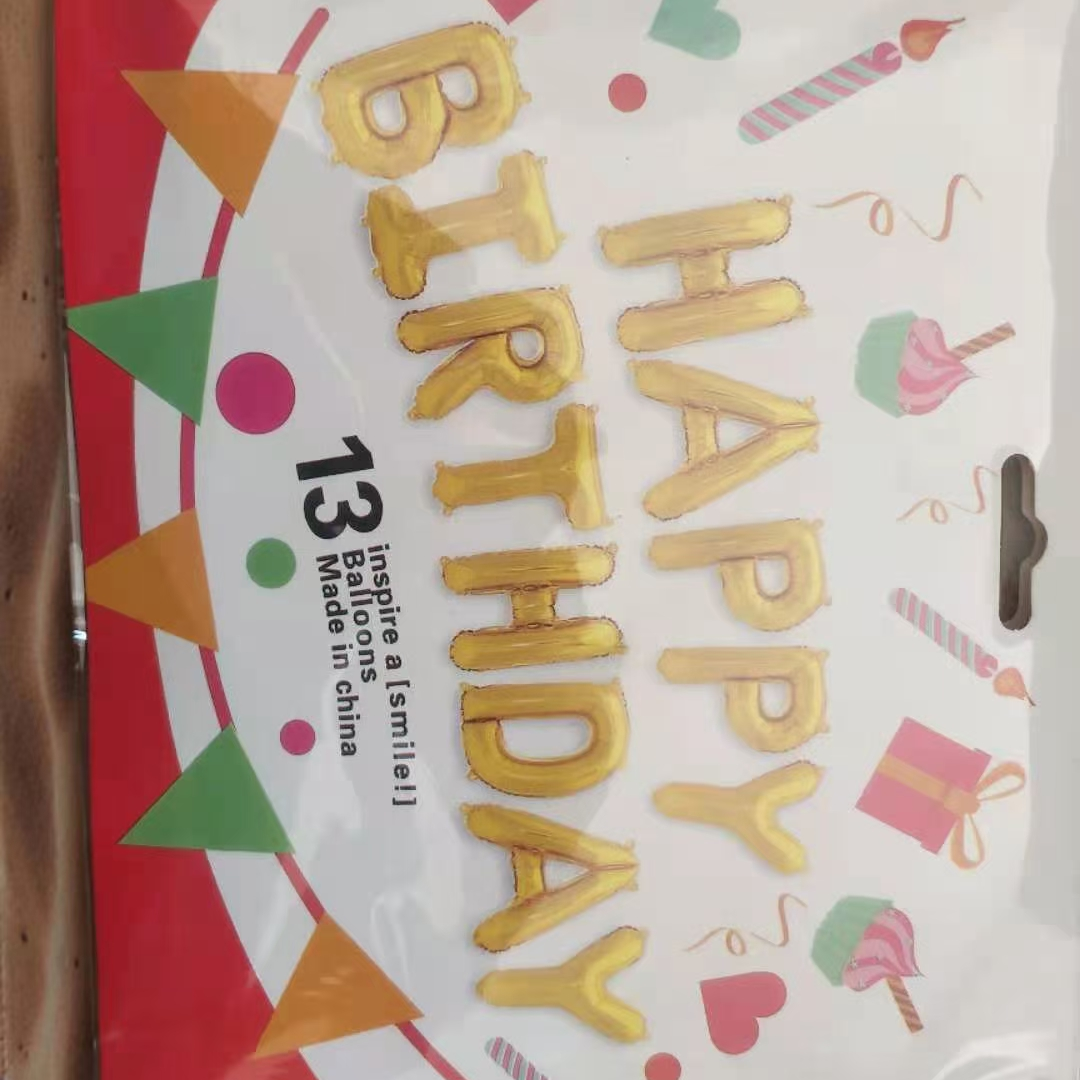 HAPPY
BIRTHDAY
13
inspire a [smile!]
Balloons
Made in china